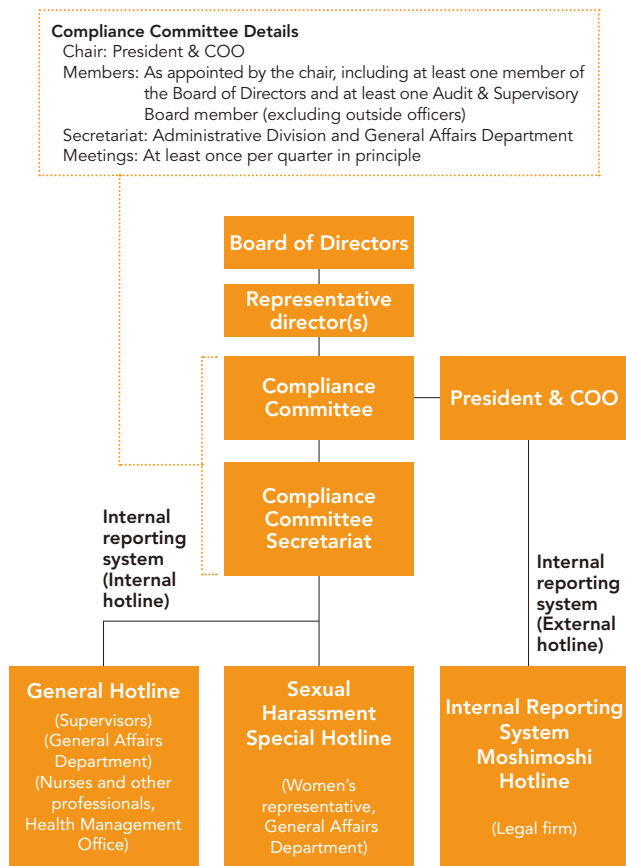 Compliance Committee Details
Chair: President & COO
Members: As appointed by the chair, including at least one member of
the Board of Directors and at least one Audit & Supervisory
Board member (excluding outside officers)
Secretariat: Administrative Division and General Affairs Department
Meetings: At least once per quarter in principle
Board of Directors
Representative
director(s)
Compliance
Committee
President & COO
Compliance
Committee
Secretariat
Internal
reporting
system
(Internal
hotline)
Internal
reporting
system
(External
hotline)
General Hotline
(Supervisors)
(General Affairs
Department)
(Nurses and other
professionals,
Health Management
Office)
Sexual
Harassment
Special Hotline
(Women’s
representative,
General Affairs
Department)
Internal Reporting
System
Moshimoshi
Hotline
(Legal firm)